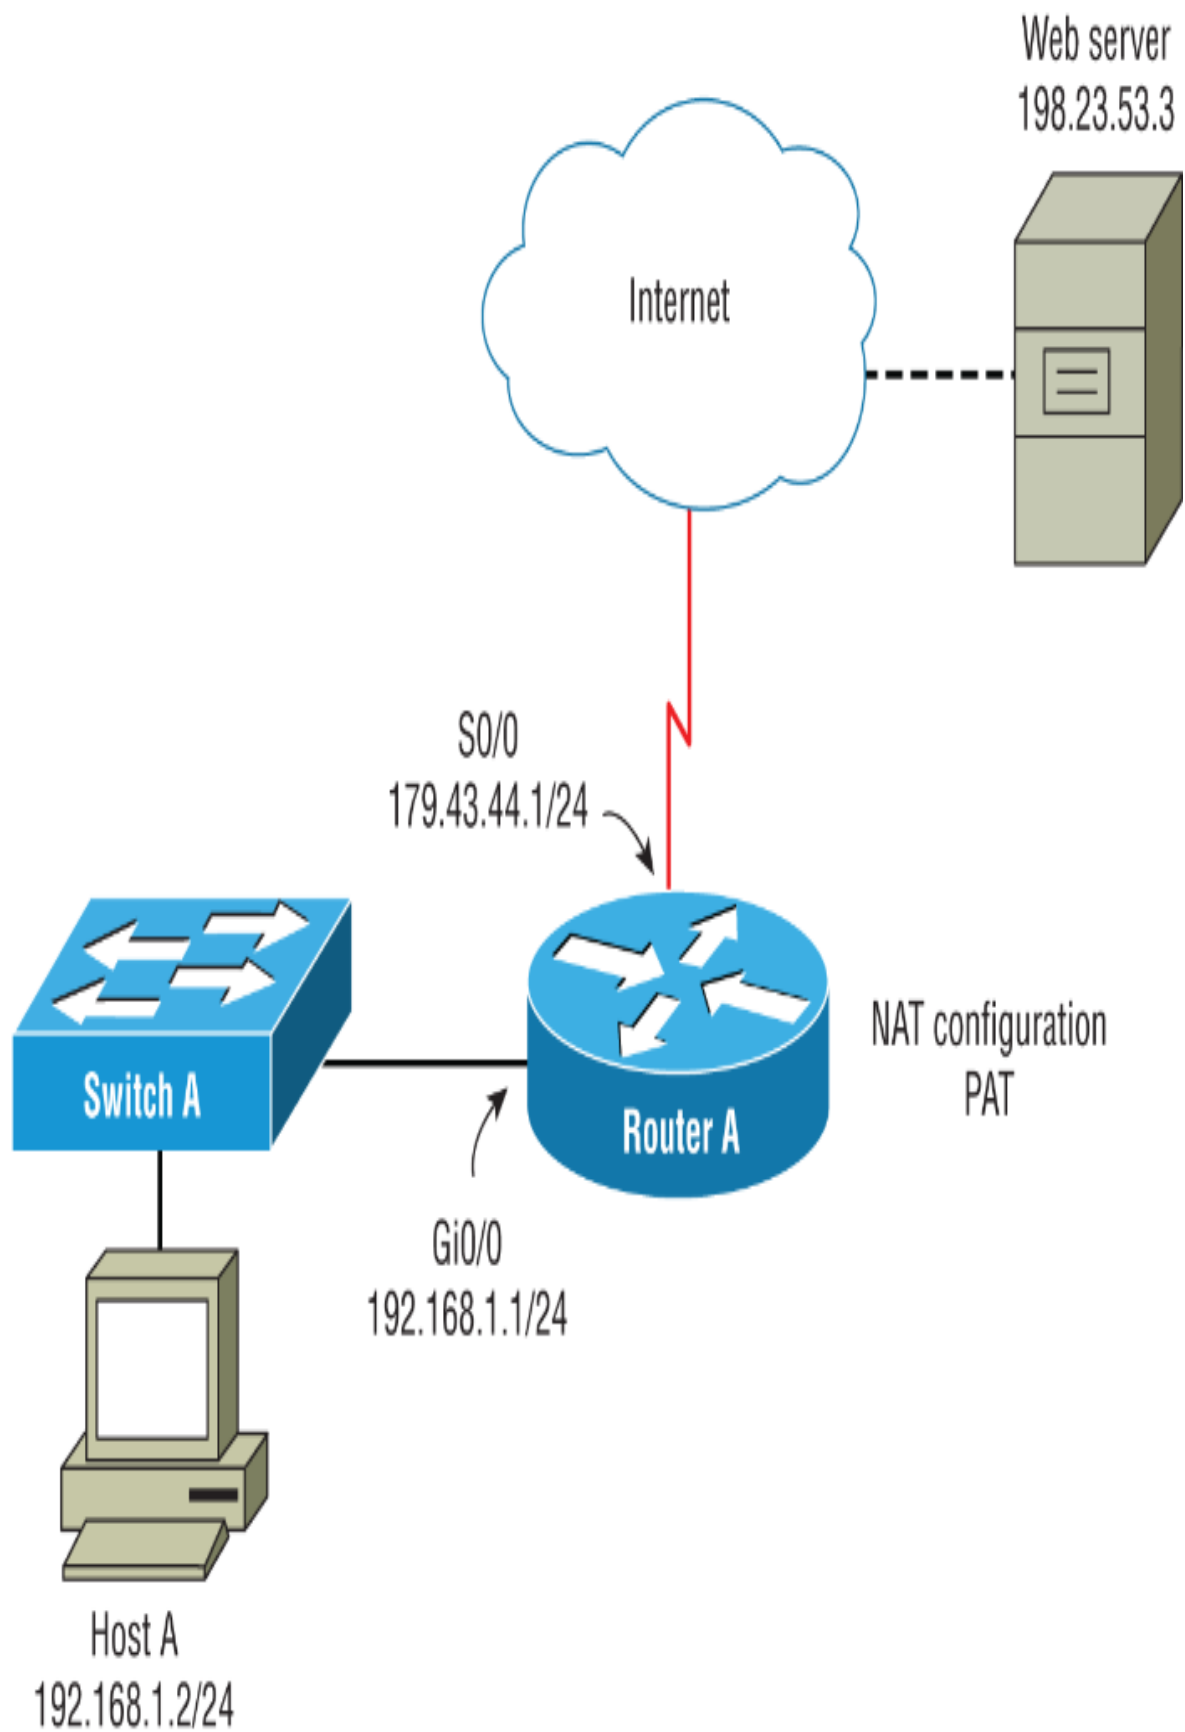 Web server
198.23.53.3
Internet
S0/0
179.43.44.1/24
Switch A
Router A
NAT configuration
PAT
Gi0/0
192.168.1.1/24
Host A
192.168.1.2/24